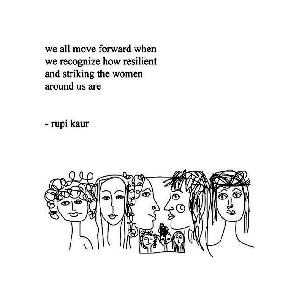 we all move forward when
we recognize how resilient
and striking the women
around us are
- rupi kaur